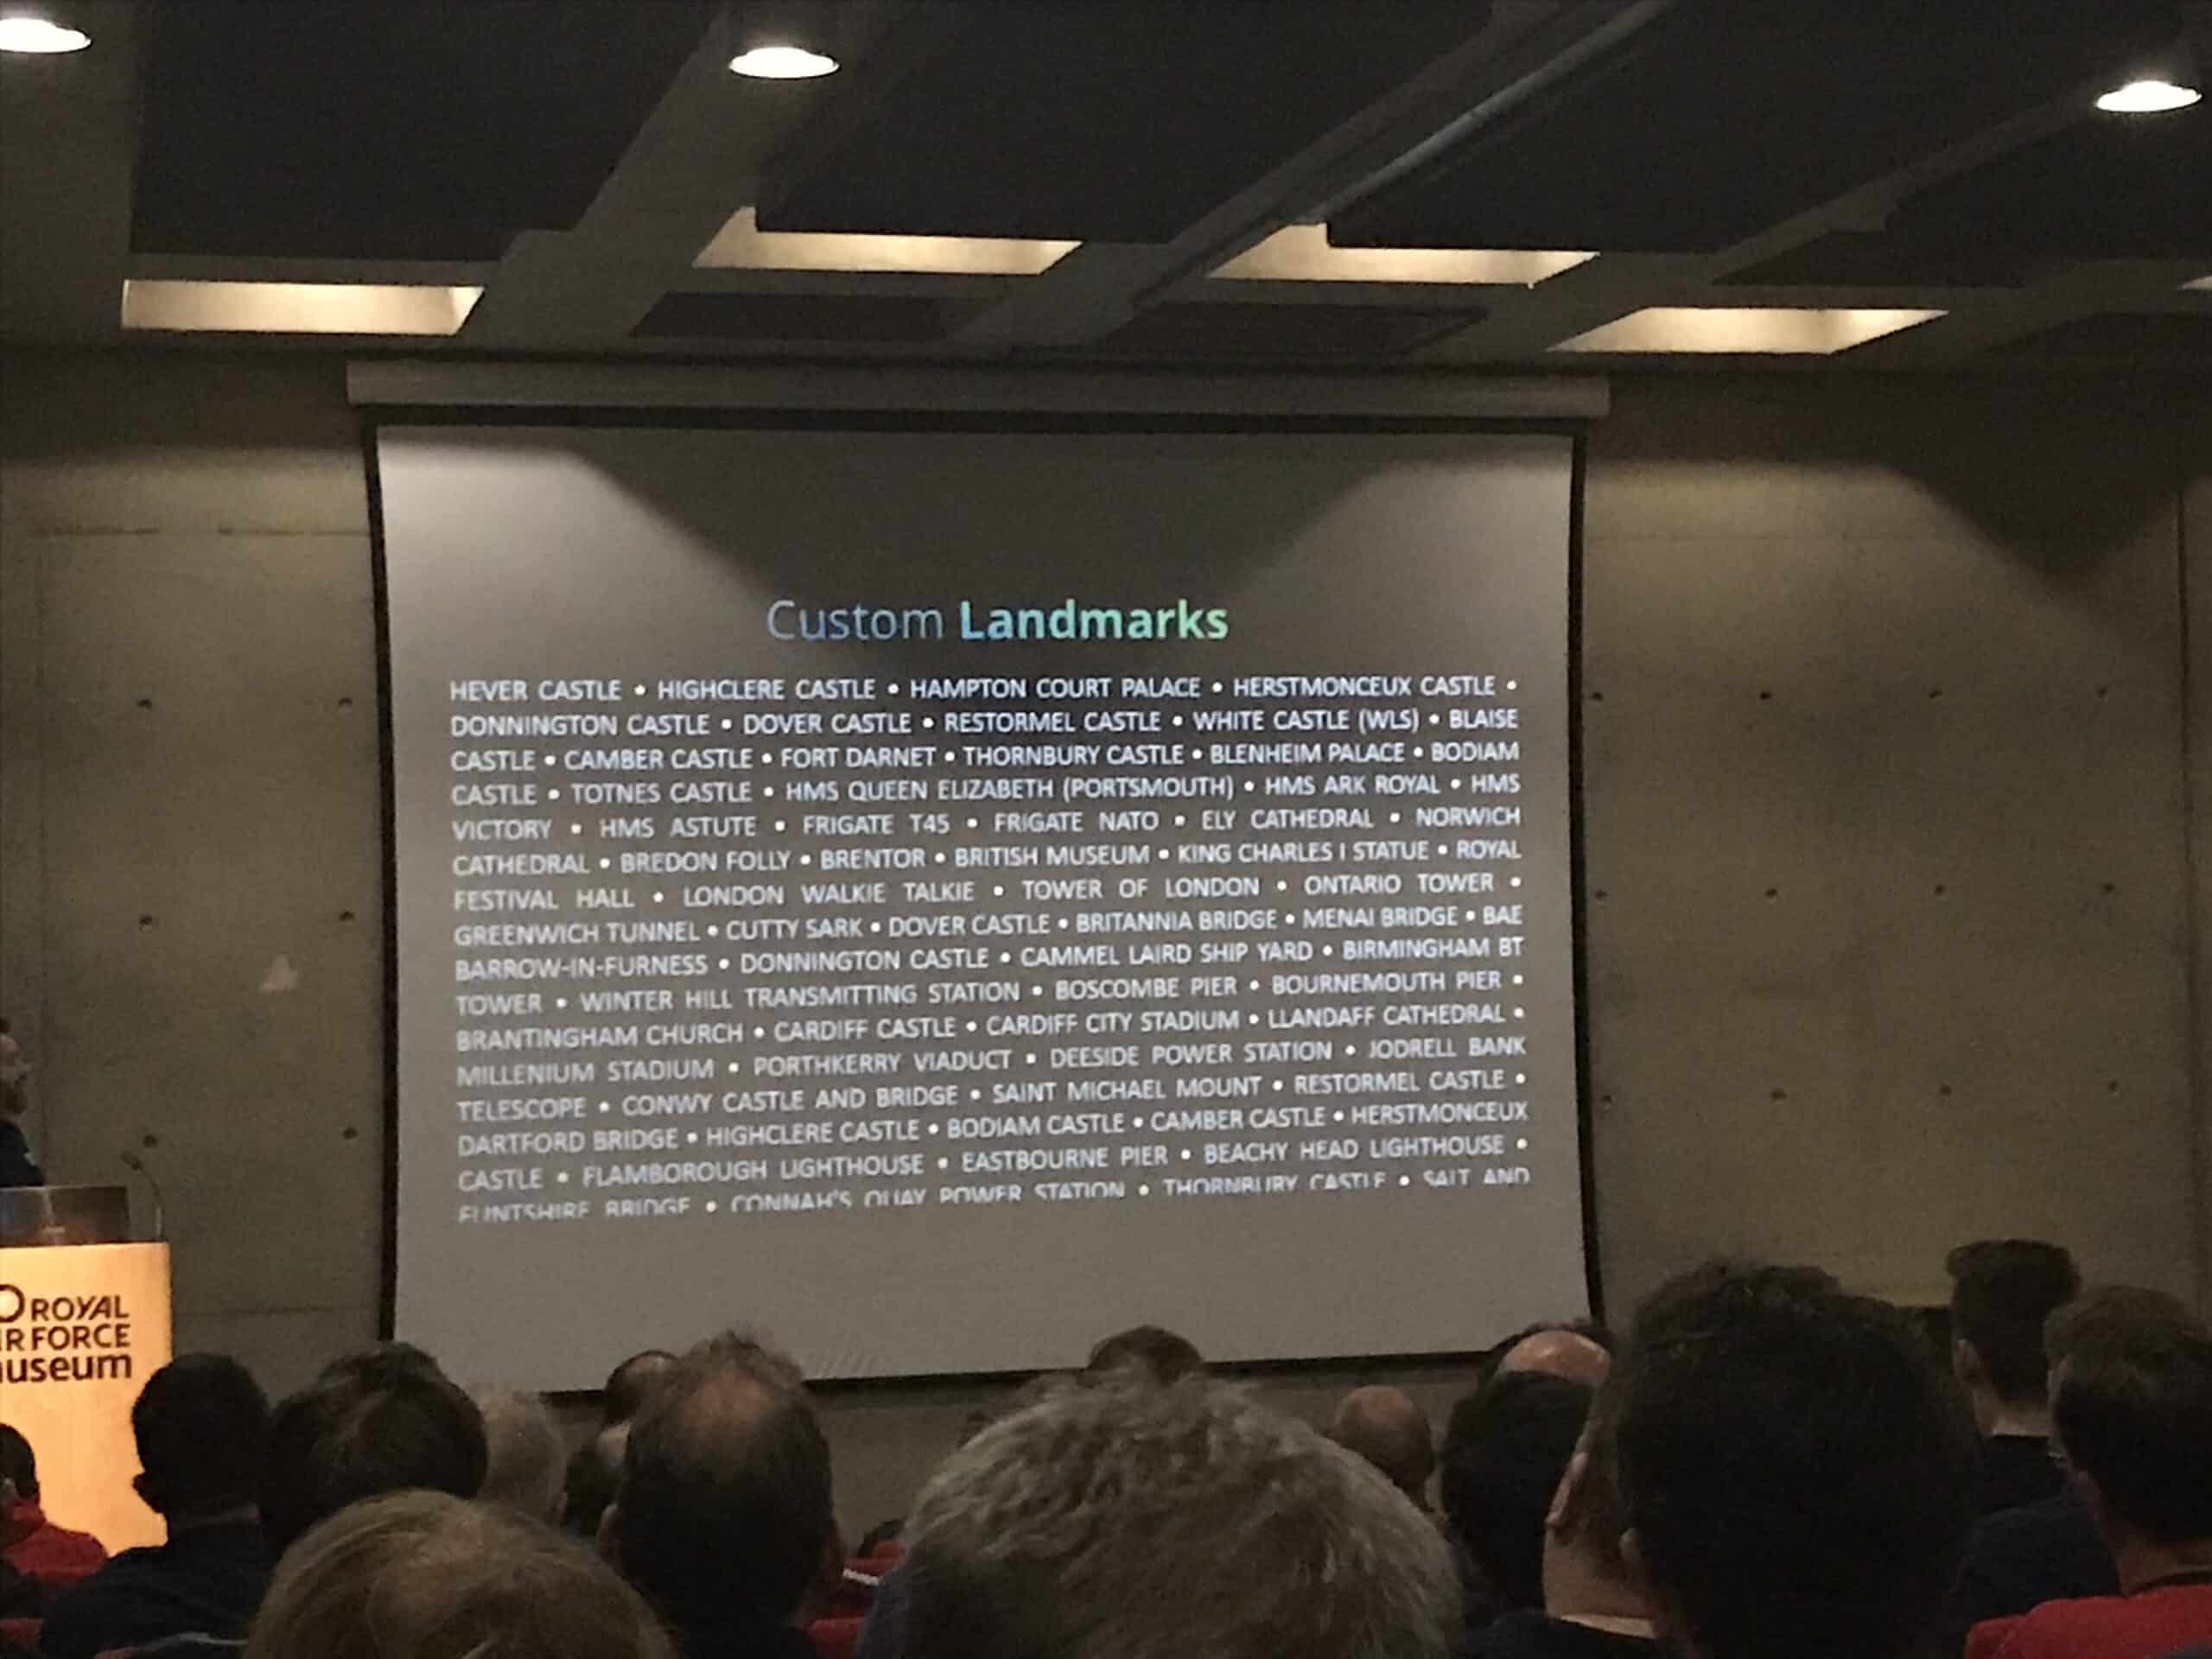 Custom Landmarks
HEVER CASTLE • HIGHCLERE CASTLE • HAMPTON COURT PALACE • HERSTMONCEUX CASTLE •
DONNINGTON CASTLE • DOVER CASTLE • RESTORMEL CASTLE • WHITE CASTLE (WLS) • BLAISE
CASTLE • CAMBER CASTLE • FORT DARNET • THORNBURY CASTLE • BLENHEIM PALACE • BODIAM
CASTLE • TOTNES CASTLE • HMS QUEEN ELIZABETH (PORTSMOUTH) • HMS ARK ROYAL • HMS
VICTORY • HMS ASTUTE • FRIGATE T45 • FRIGATE NATO • ELY CATHEDRAL • NORWICH
CATHEDRAL • BREDON FOLLY • BRENTOR • BRITISH MUSEUM • KING CHARLES I STATUE • ROYAL
FESTIVAL HALL • LONDON WALKIE TALKIE • TOWER OF LONDON • ONTARIO TOWER •
GREENWICH TUNNEL • CUTTY SARK • DOVER CASTLE • BRITANNIA BRIDGE • MENAI BRIDGE • BAE
BARROW-IN-FURNESS • DONNINGTON CASTLE • CAMMEL LAIRD SHIP YARD • BIRMINGHAM BT
TOWER • WINTER HILL TRANSMITTING STATION • BOSCOMBE PIER • BOURNEMOUTH PIER •
BRANTINGHAM CHURCH • CARDIFF CASTLE • CARDIFF CITY STADIUM • LLANDAFF CATHEDRAL •
MILLENIUM STADIUM • PORTHKERRY VIADUCT • DEESIDE POWER STATION • JODRELL BANK
TELESCOPE • CONWY CASTLE AND BRIDGE • SAINT MICHAEL MOUNT • RESTORMEL CASTLE •
DARTFORD BRIDGE • HIGHCLERE CASTLE • BODIAM CASTLE • CAMBER CASTLE • HERSTMONCEUX
CASTLE • FLAMBOROUGH LIGHTHOUSE • EASTBOURNE PIER • BEACHY HEAD LIGHTHOUSE •
FLINTSHIRE BRIDGE • CONNAH'S QUAY POWER STATION • THORNBURY CASTLE • SALT AND
ROYAL
IR FORCE
useum